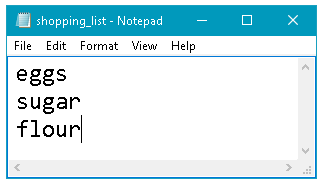 shopping_list - Notepad
File Edit Format View Help
eggs
sugar
flour